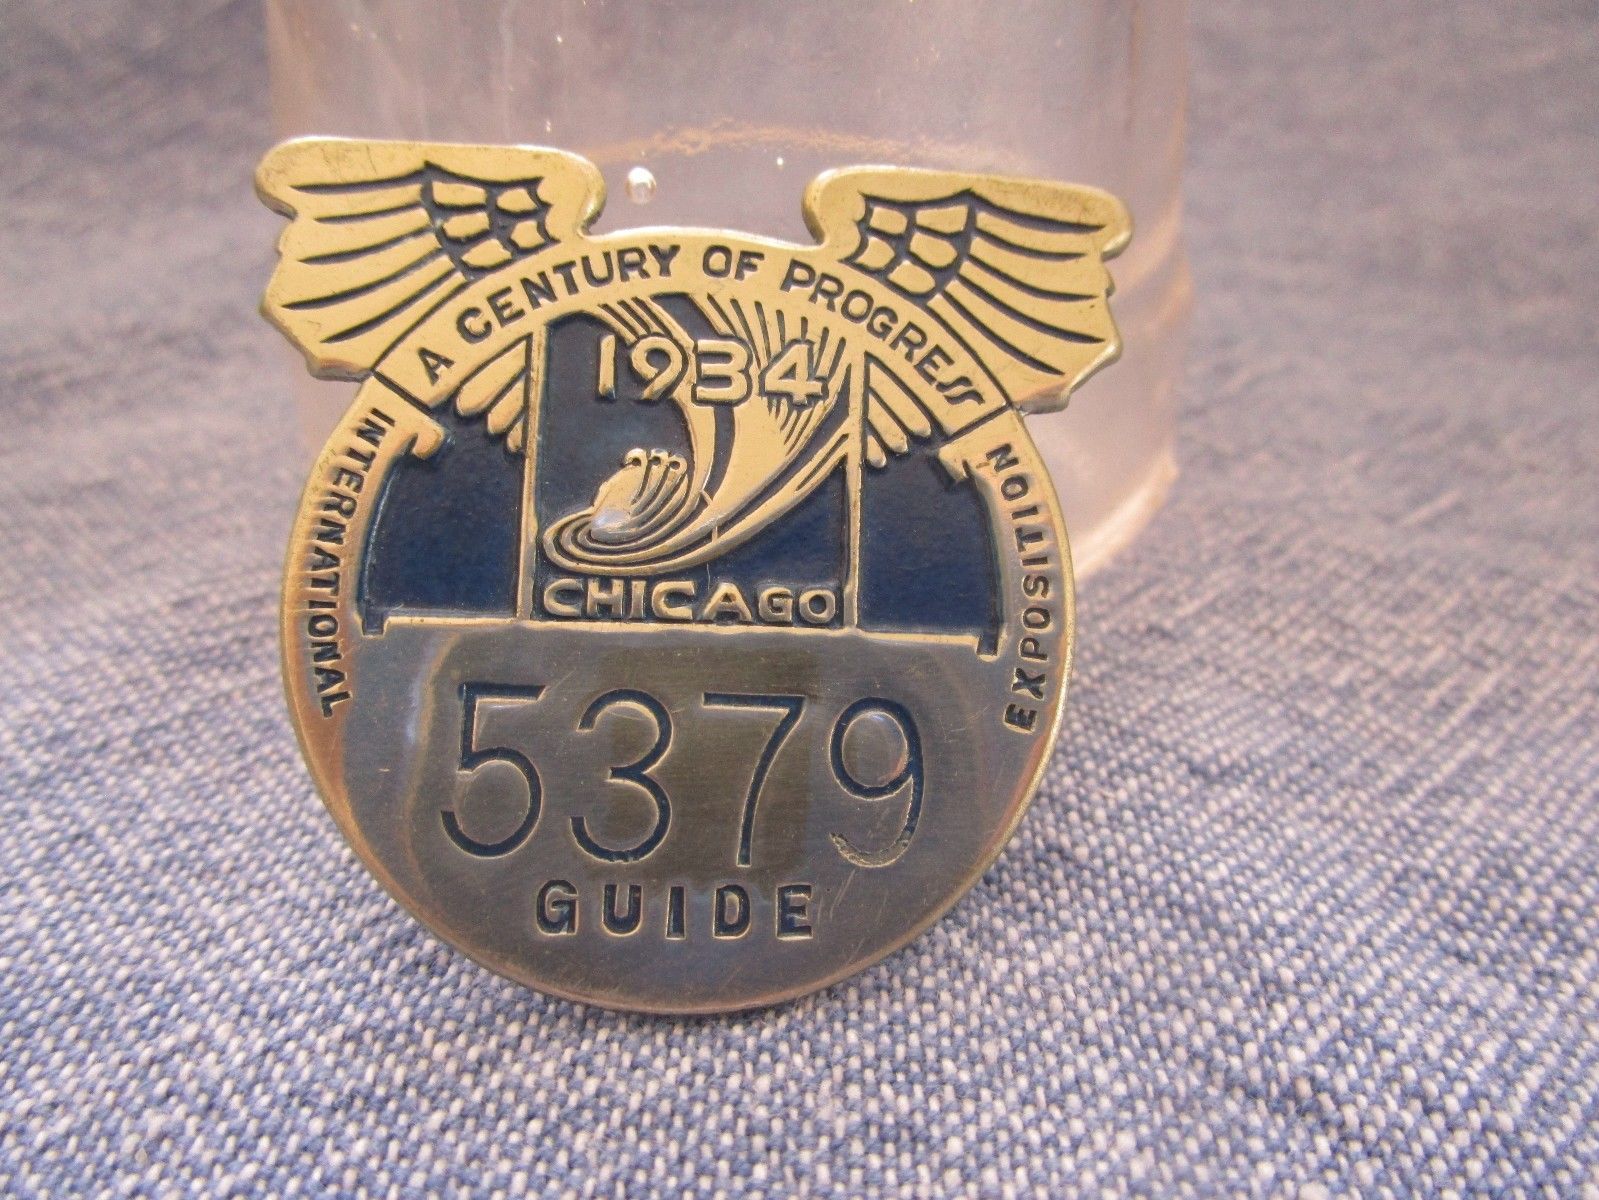 A CENTURY OF PROGRESS
INTERNATIONAL
EXPOSITION
1934
CHICAGO
5379
GUIDE